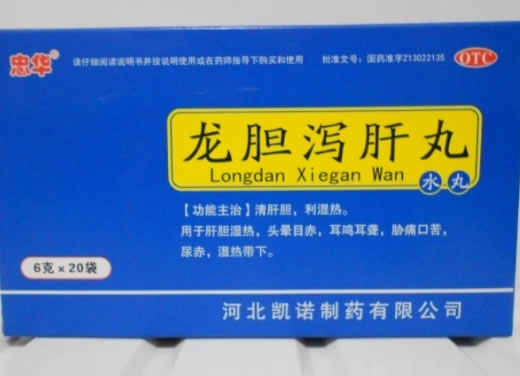 忠华
请仔细阅读说明书并按说明使用或在药师指导下购买和使用
批准文号：国药准字Z13022135
OTC
龙胆泻肝丸
Longdan Xiegan Wan
水丸
【功能主治】清肝胆，利湿热。
用于肝胆湿热，头晕目赤，耳鸣耳聋，胁痛口苦，
尿赤，湿热带下。
6克×20袋
河北凯诺制药有限公司